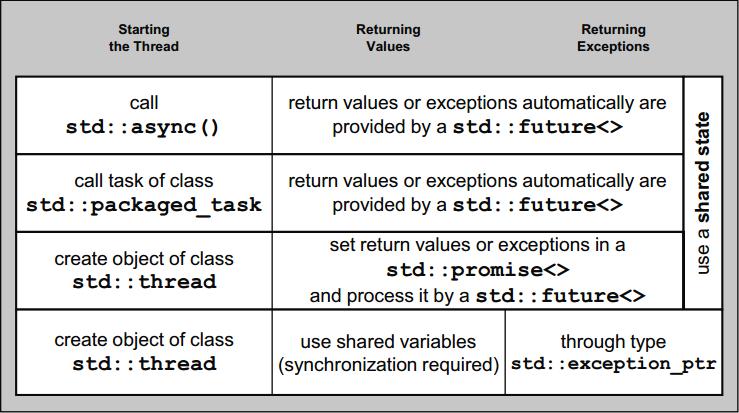 Starting
the Thread
Returning
Values
Returning
Exceptions
call
std::async()
return values or exceptions automatically are
provided by a std::future<>
call task of class
std::packaged_task
return values or exceptions automatically are
provided by a std::future<>
create object of class
std::thread
set return values or exceptions in a
std::promise<>
and process it by a std::future<>
use a shared state
create object of class
std::thread
use shared variables
(synchronization required)
through type
std::exception_ptr